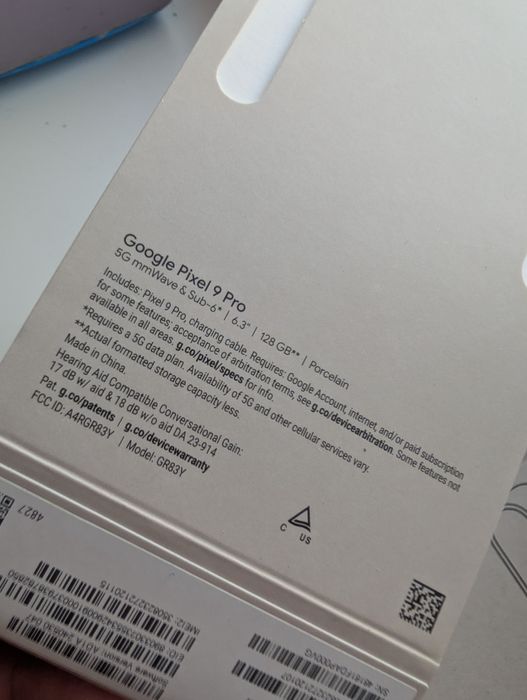 Google Pixel 9 Pro
5G mmWave & Sub-6* | 6.3" | 128 GB** | Porcelain
Includes: Pixel 9 Pro, charging cable. Requires: Google Account, internet, and/or paid subscription
for some features; acceptance of arbitration terms, see g.co/devicearbitration. Some features not
available in all areas. g.co/pixel/specs for info.
*Requires a 5G data plan. Availability of 5G and other cellular services vary.
**Actual formatted storage capacity less.
Made in China.
Hearing Aid Compatible Conversational Gain:
17 dB w/ aid & 18 dB w/o aid DA 23-914
Pat. g.co/patents | g.co/devicewarranty
FCC ID: A4RGR83Y | Model: GR83Y
C US
4827